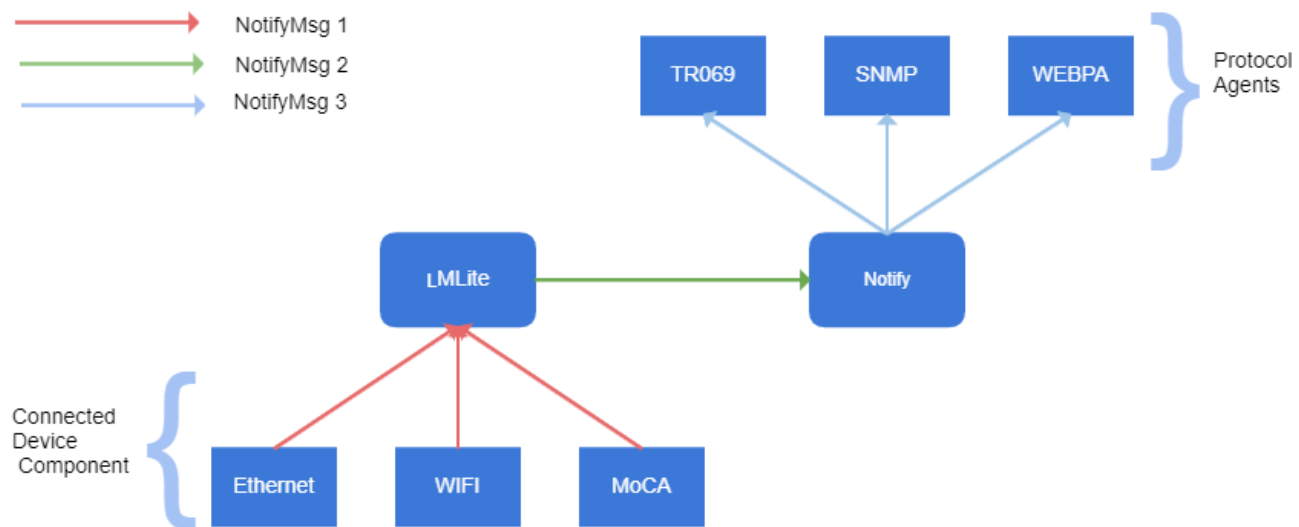 NotifyMsg 1
NotifyMsg 2
NotifyMsg 3
TR069
SNMP
WEBPA
Protocol
Agents
LMLite
Notify
Connected
Device
Component
Ethernet
WIFI
MoCA